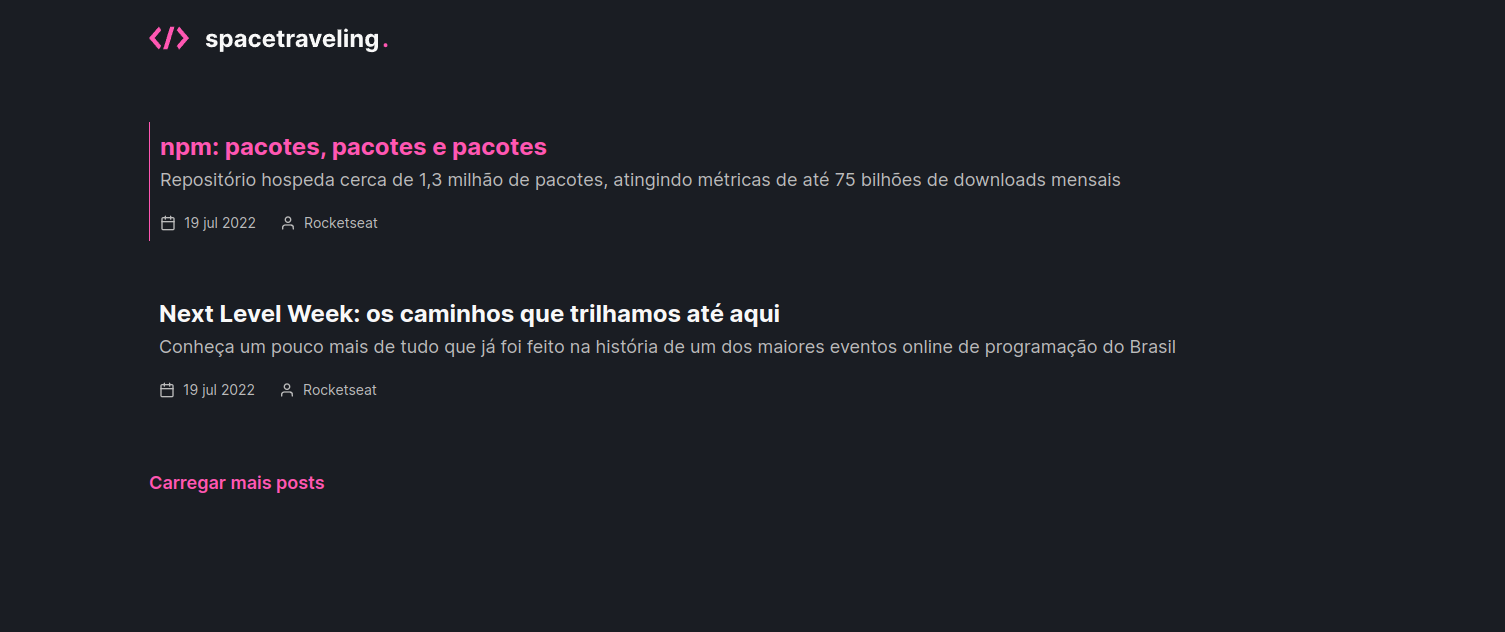 </> spacetraveling.
npm: pacotes, pacotes e pacotes
Repositório hospeda cerca de 1,3 milhão de pacotes, atingindo métricas de até 75 bilhões de downloads mensais
19 jul 2022 Rocketseat
Next Level Week: os caminhos que trilhamos até aqui
Conheça um pouco mais de tudo que já foi feito na história de um dos maiores eventos online de programação do Brasil
19 jul 2022 Rocketseat
Carregar mais posts